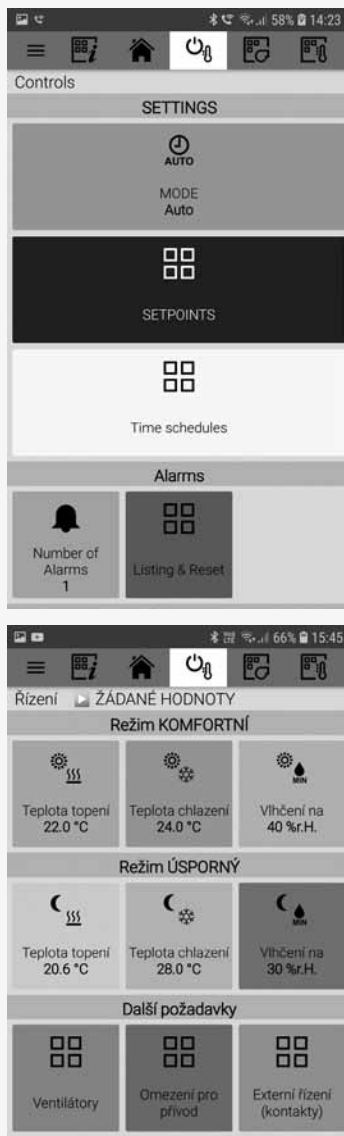 58% 14:23
Controls
SETTINGS
AUTO
MODE
Auto
SETPOINTS
Time schedules
Alarms
Number of
Alarms
1
Listing & Reset
66% 15:45
Řízení ŽÁDANÉ HODNOTY
Režim KOMFORTNÍ
MIN
Teplota topení
22.0 °C
Teplota chlazení
24.0 °C
Vlhčení na
40 %r.H.
Režim ÚSPORNÝ
MIN
Teplota topení
20.6 °C
Teplota chlazení
28.0 °C
Vlhčení na
30 %r.H.
Další požadavky
Ventilátory
Omezení pro
přívod
Externí řízení
(kontakty)